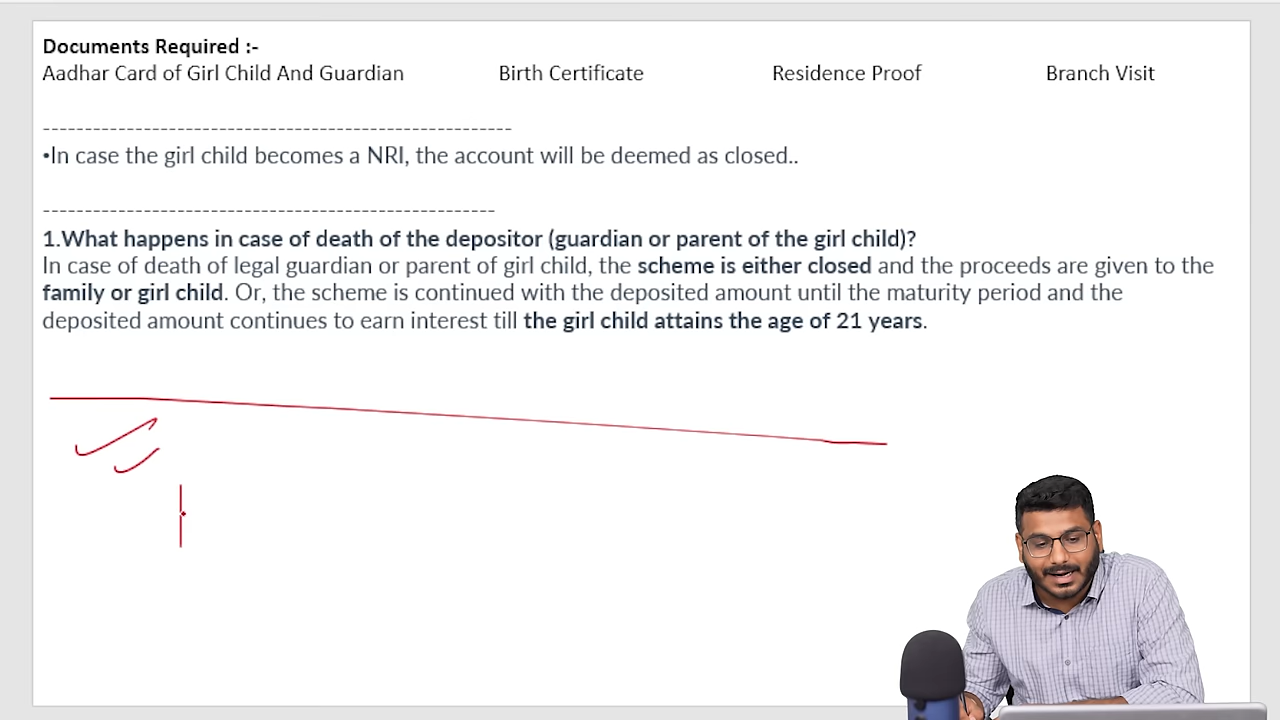 Documents Required :-
Aadhar Card of Girl Child And Guardian Birth Certificate Residence Proof Branch Visit
--------------------------------------------------------
•In case the girl child becomes a NRI, the account will be deemed as closed..
------------------------------------------------------
1.What happens in case of death of the depositor (guardian or parent of the girl child)?
In case of death of legal guardian or parent of girl child, the scheme is either closed and the proceeds are given to the
family or girl child. Or, the scheme is continued with the deposited amount until the maturity period and the
deposited amount continues to earn interest till the girl child attains the age of 21 years.